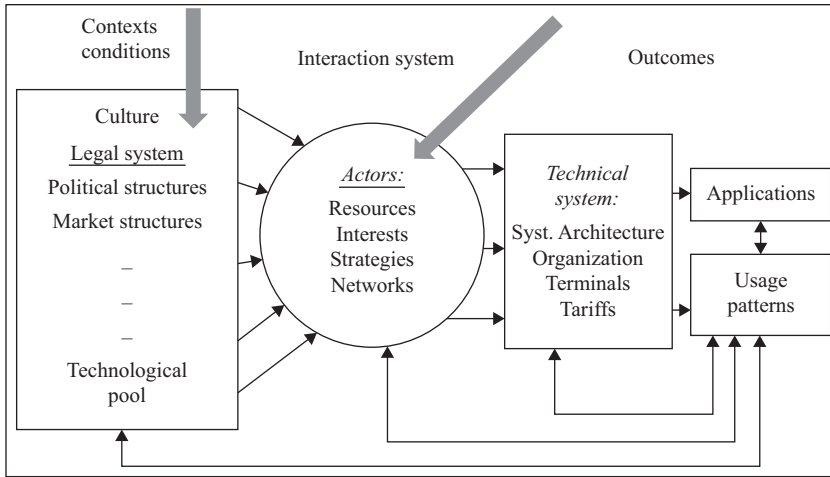 Contexts
conditions
Interaction system
Outcomes
Culture
Legal system
Political structures
Market structures
–
–
–
Technological
pool
Actors:
Resources
Interests
Strategies
Networks
Technical
system:
Syst. Architecture
Organization
Terminals
Tariffs
Applications
Usage
patterns